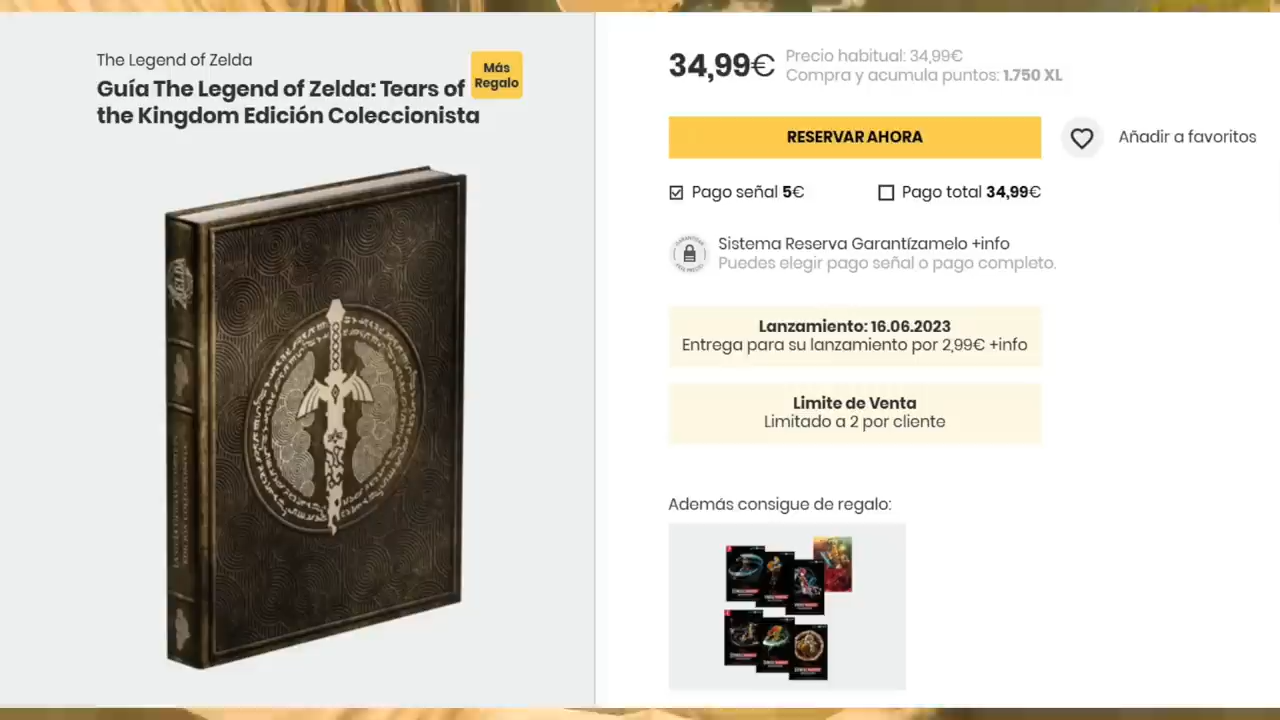 The Legend of Zelda
Guía The Legend of Zelda: Tears of
the Kingdom Edición Coleccionista
Más
Regalo
34,99€
Precio habitual: 34,99€
Compra y acumula puntos: 1.750 XL
RESERVAR AHORA
Añadir a favoritos
Pago señal 5€
Pago total 34,99€
Sistema Reserva Garantízamelo +info
Puedes elegir pago señal o pago completo.
Lanzamiento: 16.06.2023
Entrega para su lanzamiento por 2,99€ +info
Limite de Venta
Limitado a 2 por cliente
Además consigue de regalo: